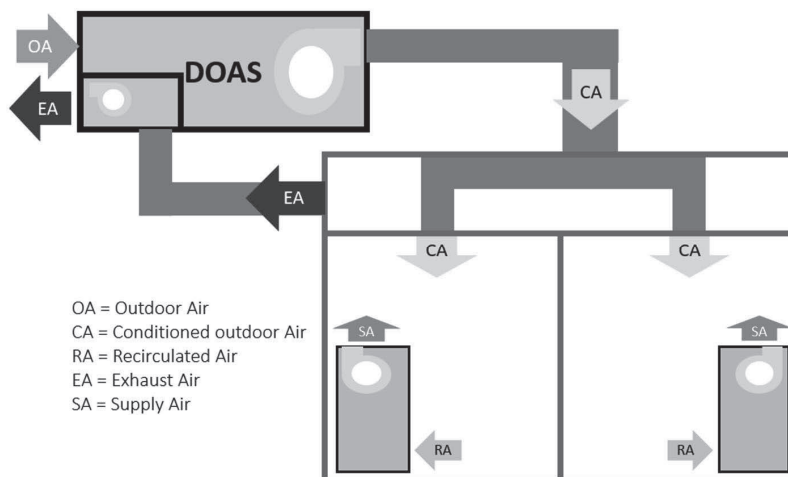 OA
DOAS
EA
CA
EA
CA
CA
OA = Outdoor Air
CA = Conditioned outdoor Air
RA = Recirculated Air
EA = Exhaust Air
SA = Supply Air
SA
SA
RA
RA